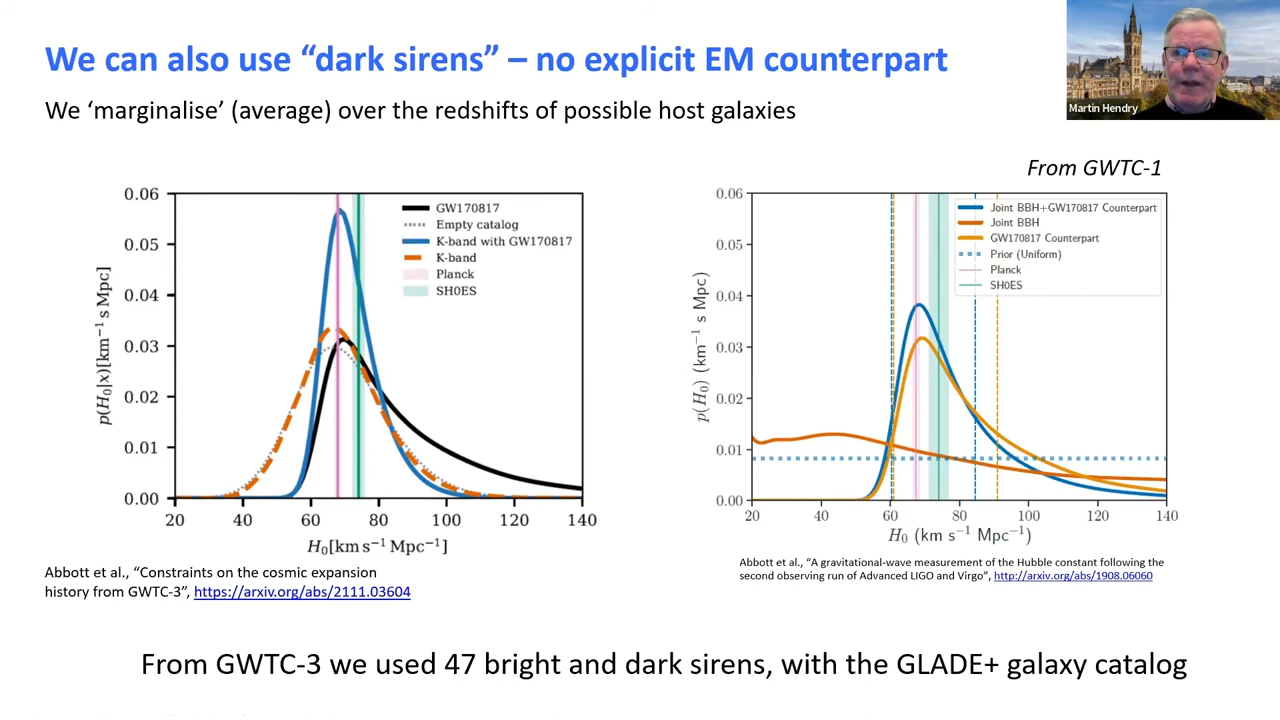 We can also use “dark sirens” – no explicit EM counterpart
We ‘marginalise’ (average) over the redshifts of possible host galaxies
Martin Hendry
From GWTC-1
0.06
0.05
0.04
0.03
0.02
0.01
0.00
20 40 60 80 100 120 140
p(H₀|x)[km⁻¹ s Mpc]
H₀[km s⁻¹ Mpc⁻¹]
GW170817
Empty catalog
K-band with GW170817
K-band
Planck
SH0ES
0.06
0.05
0.04
0.03
0.02
0.01
0.00
20 40 60 80 100 120 140
p(H₀) (km⁻¹ s Mpc)
H₀ (km s⁻¹ Mpc⁻¹)
Joint BBH+GW170817 Counterpart
Joint BBH
GW170817 Counterpart
Prior (Uniform)
Planck
SH0ES
Abbott et al., “Constraints on the cosmic expansion
history from GWTC-3”, https://arxiv.org/abs/2111.03604
Abbott et al., “A gravitational-wave measurement of the Hubble constant following the
second observing run of Advanced LIGO and Virgo”, http://arxiv.org/abs/1908.06060
From GWTC-3 we used 47 bright and dark sirens, with the GLADE+ galaxy catalog